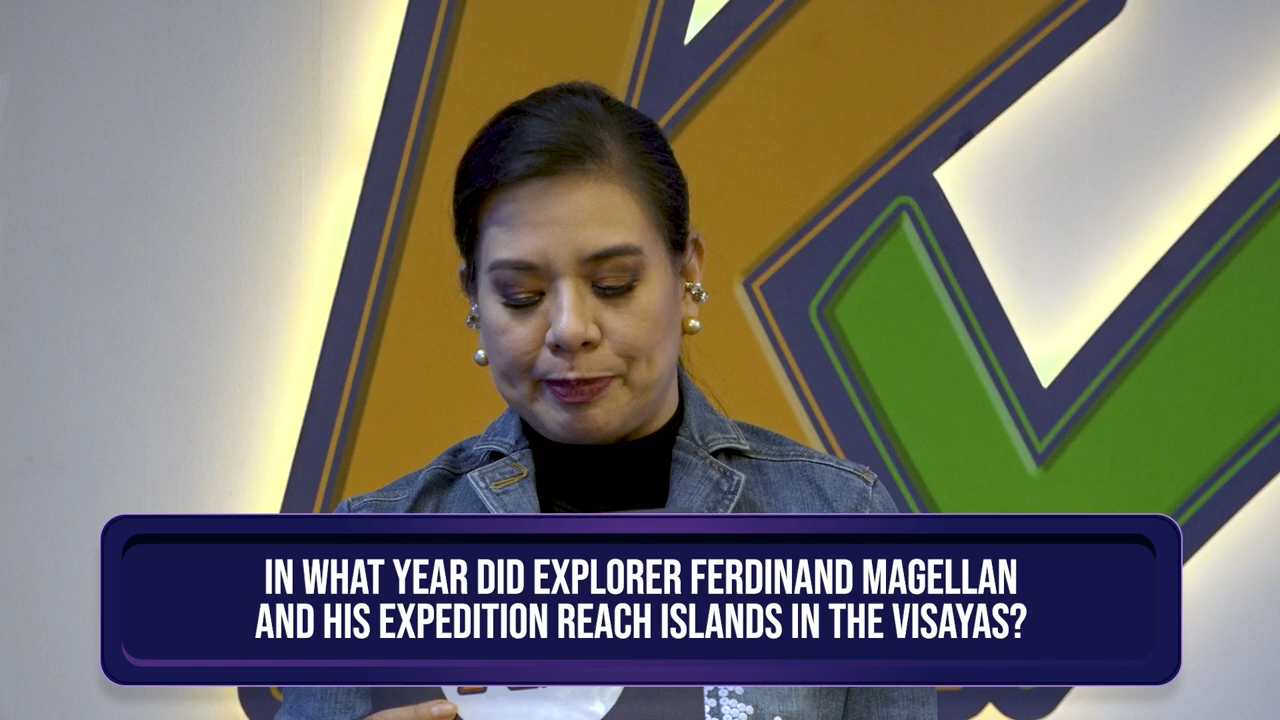 IN WHAT YEAR DID EXPLORER FERDINAND MAGELLAN
AND HIS EXPEDITION REACH ISLANDS IN THE VISAYAS?